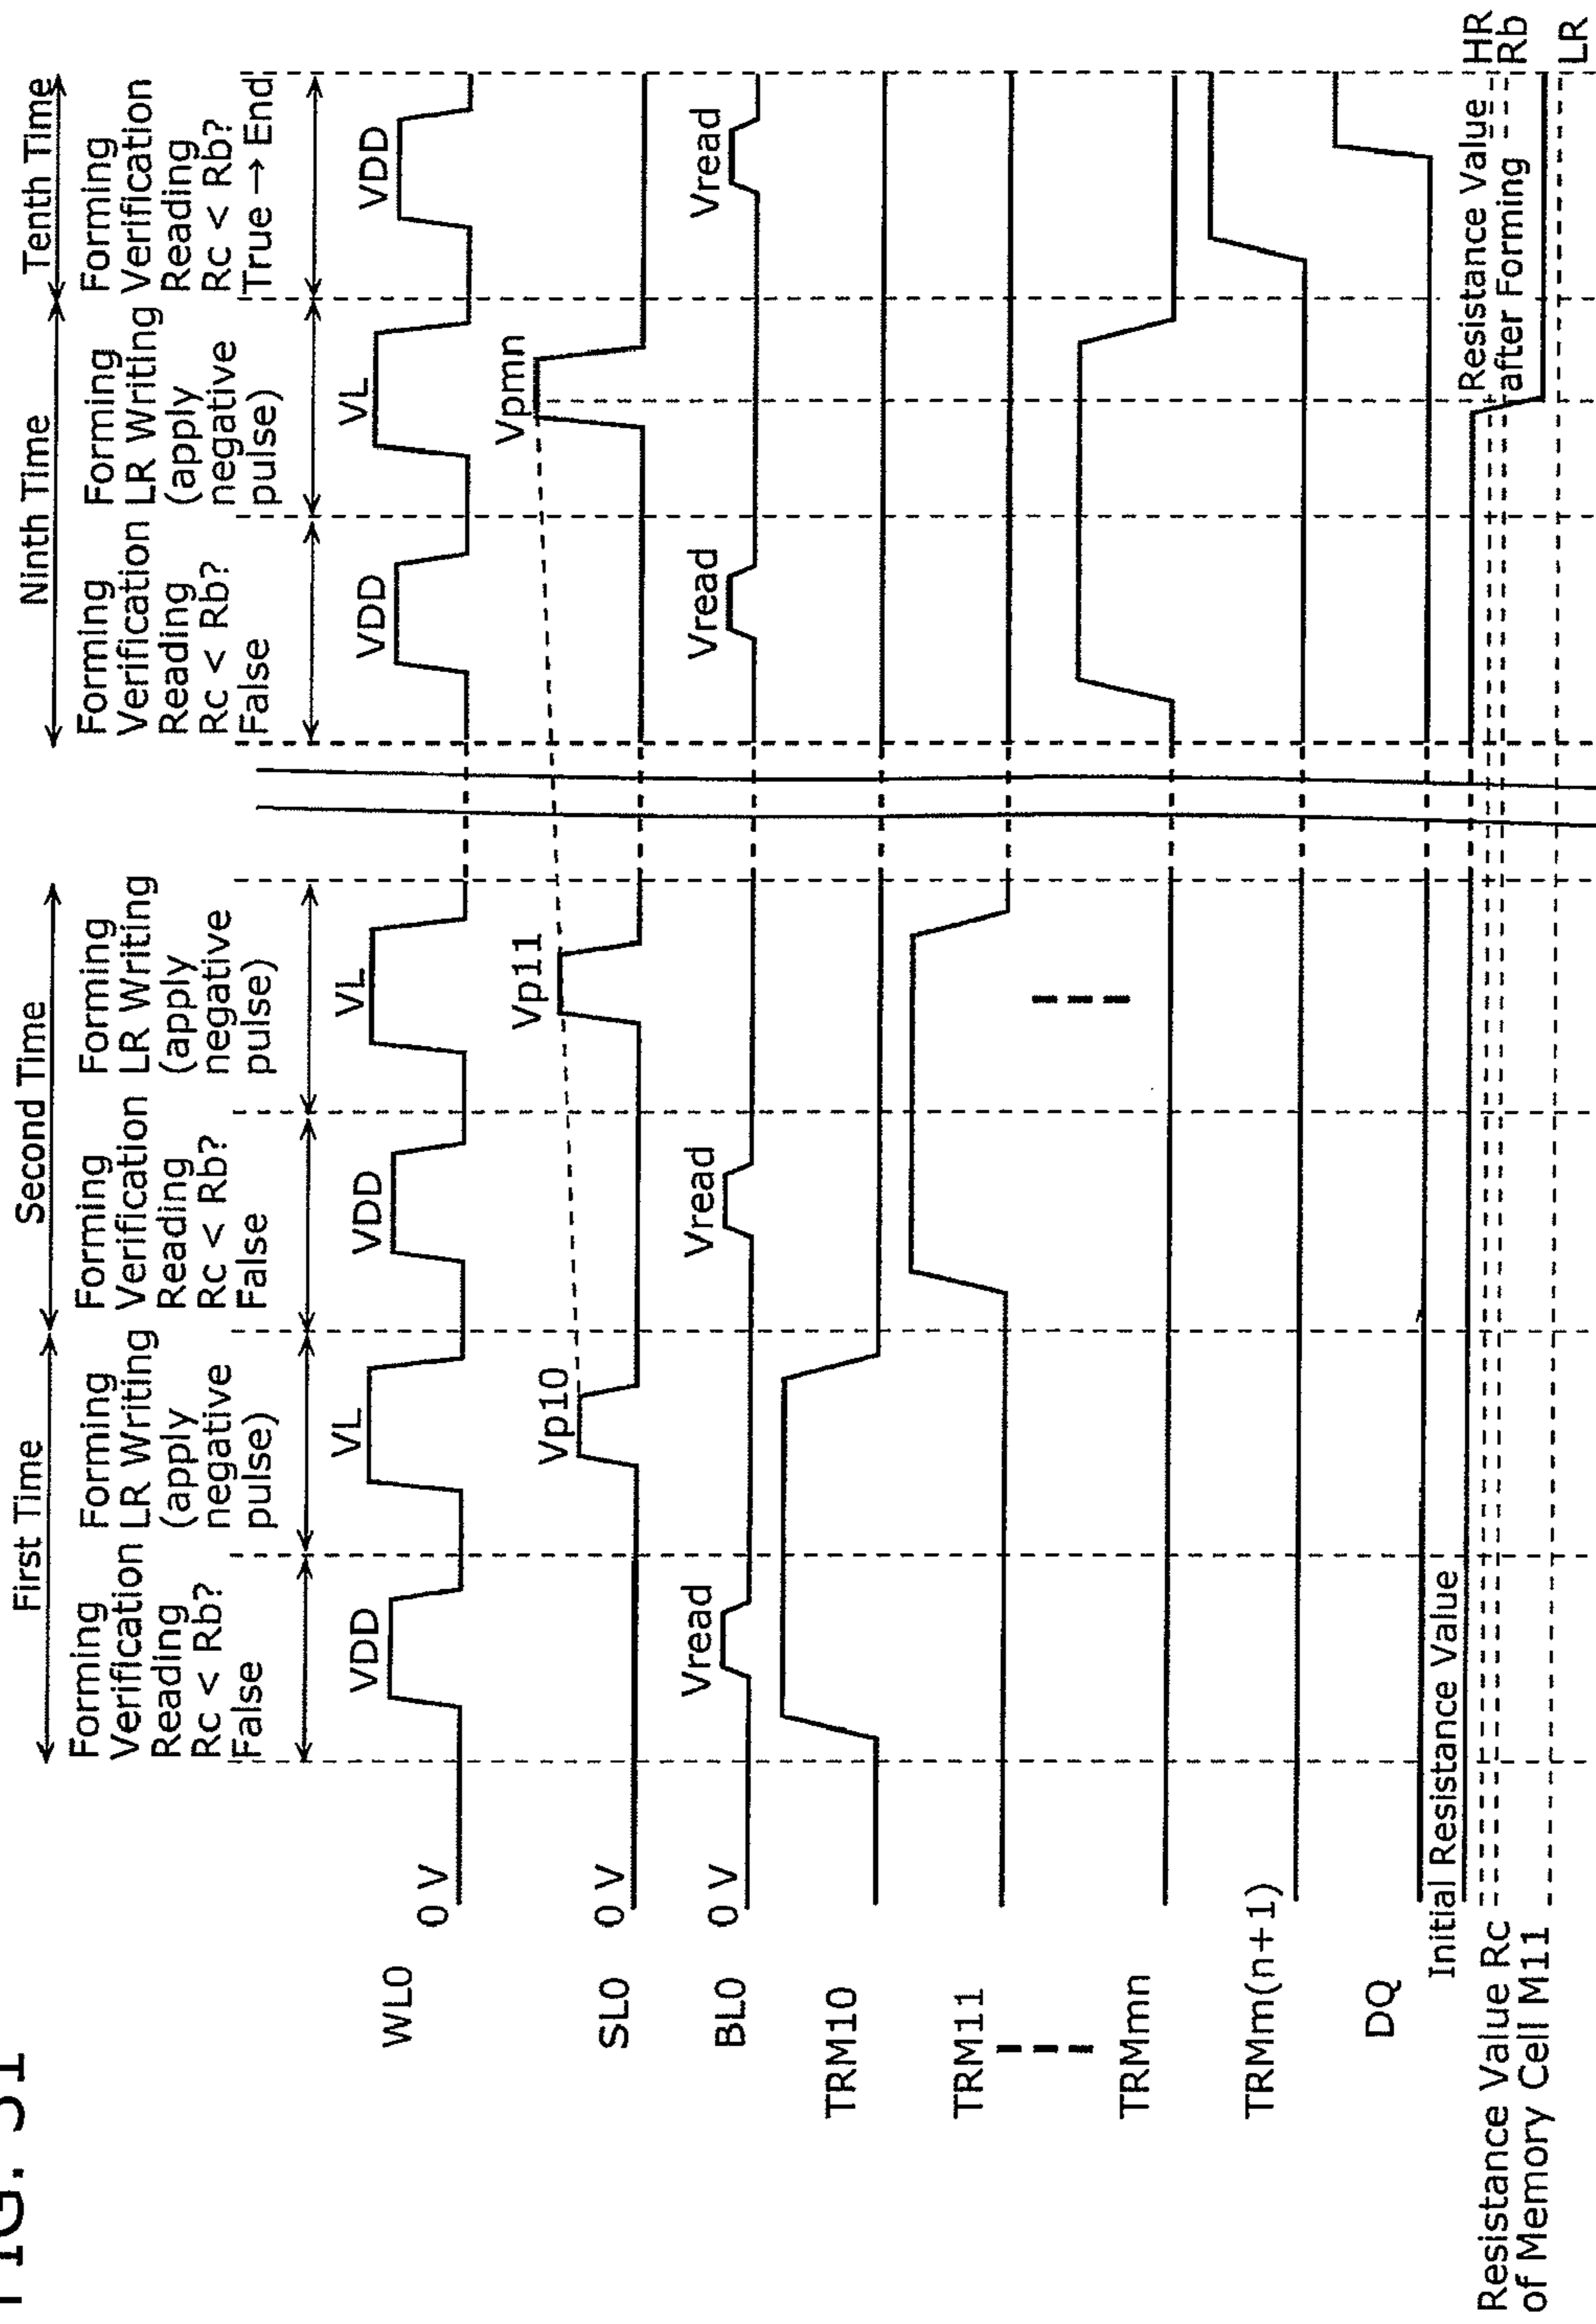 FIG. 31
First Time
Second Time
Ninth Time
Tenth Time
Forming
Verification
Reading
Rc < Rb?
False
Forming
LR Writing
(apply
negative
pulse)
Forming
Verification
Reading
Rc < Rb?
False
Forming
LR Writing
(apply
negative
pulse)
Forming
Verification
Reading
Rc < Rb?
False
Forming
LR Writing
(apply
negative
pulse)
Forming
Verification
Reading
Rc < Rb?
True → End
WL0
0 V
VDD
VL
VDD
VL
VDD
VL
VDD
SL0
0 V
Vp10
Vp11
Vpmn
BL0
0 V
Vread
Vread
Vread
Vread
TRM10
TRM11
TRMmn
TRMm(n+1)
DQ
Initial Resistance Value
Resistance Value Rc
of Memory Cell M11
Resistance Value
after Forming
HR
Rb
LR